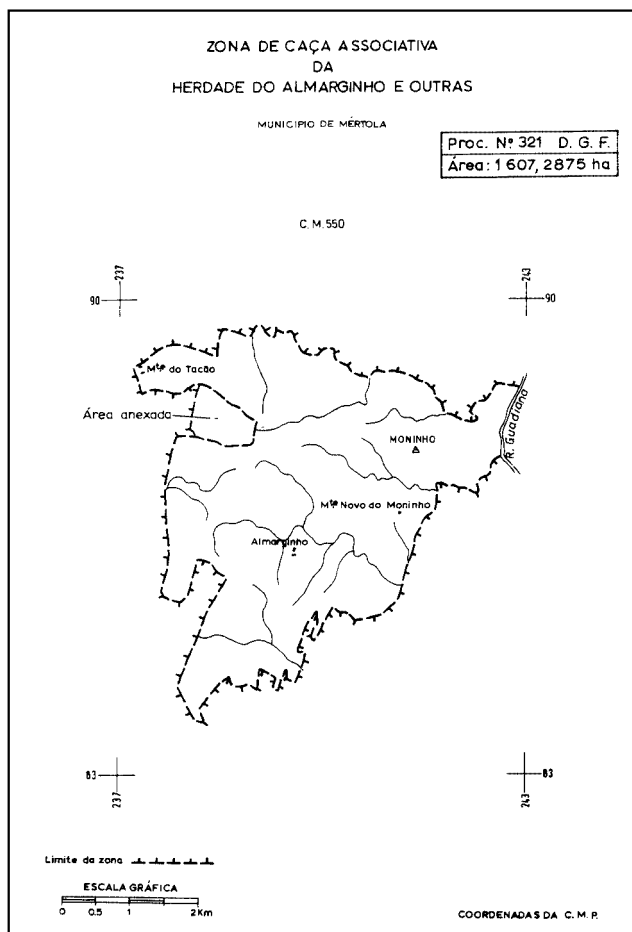 ZONA DE CAÇA ASSOCIATIVA
DA
HERDADE DO ALMARGINHO E OUTRAS
MUNICIPIO DE MÉRTOLA
Proc. Nº 321 D. G. F.
Área: 1 607, 2875 ha
C. M. 550
237
243
90
90
Mte do Tacão
Área anexada
R. Guadiana
MONINHO
Mte Novo do Moninho
Almarginho
83
83
237
243
Limite da zona
ESCALA GRÁFICA
0 0.5 1 2Km
COORDENADAS DA C. M. P.